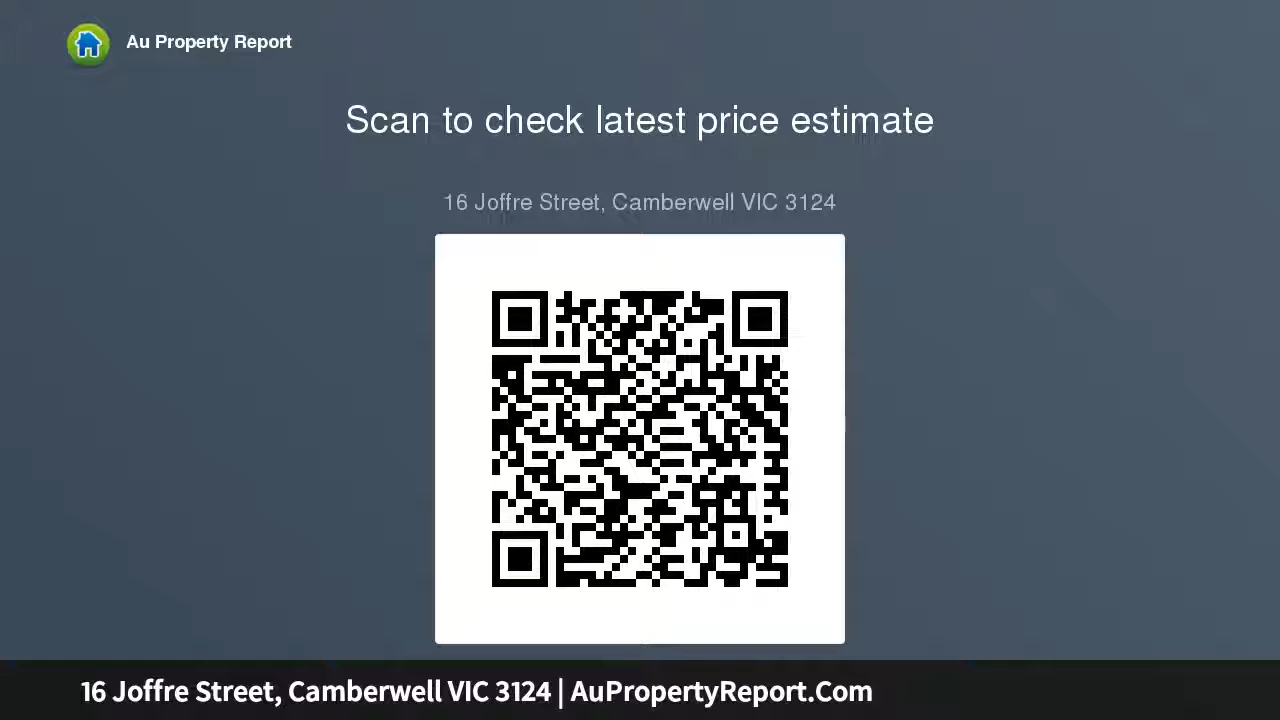 Au Property Report
Scan to check latest price estimate
16 Joffre Street, Camberwell VIC 3124
16 Joffre Street, Camberwell VIC 3124 | AuPropertyReport.Com